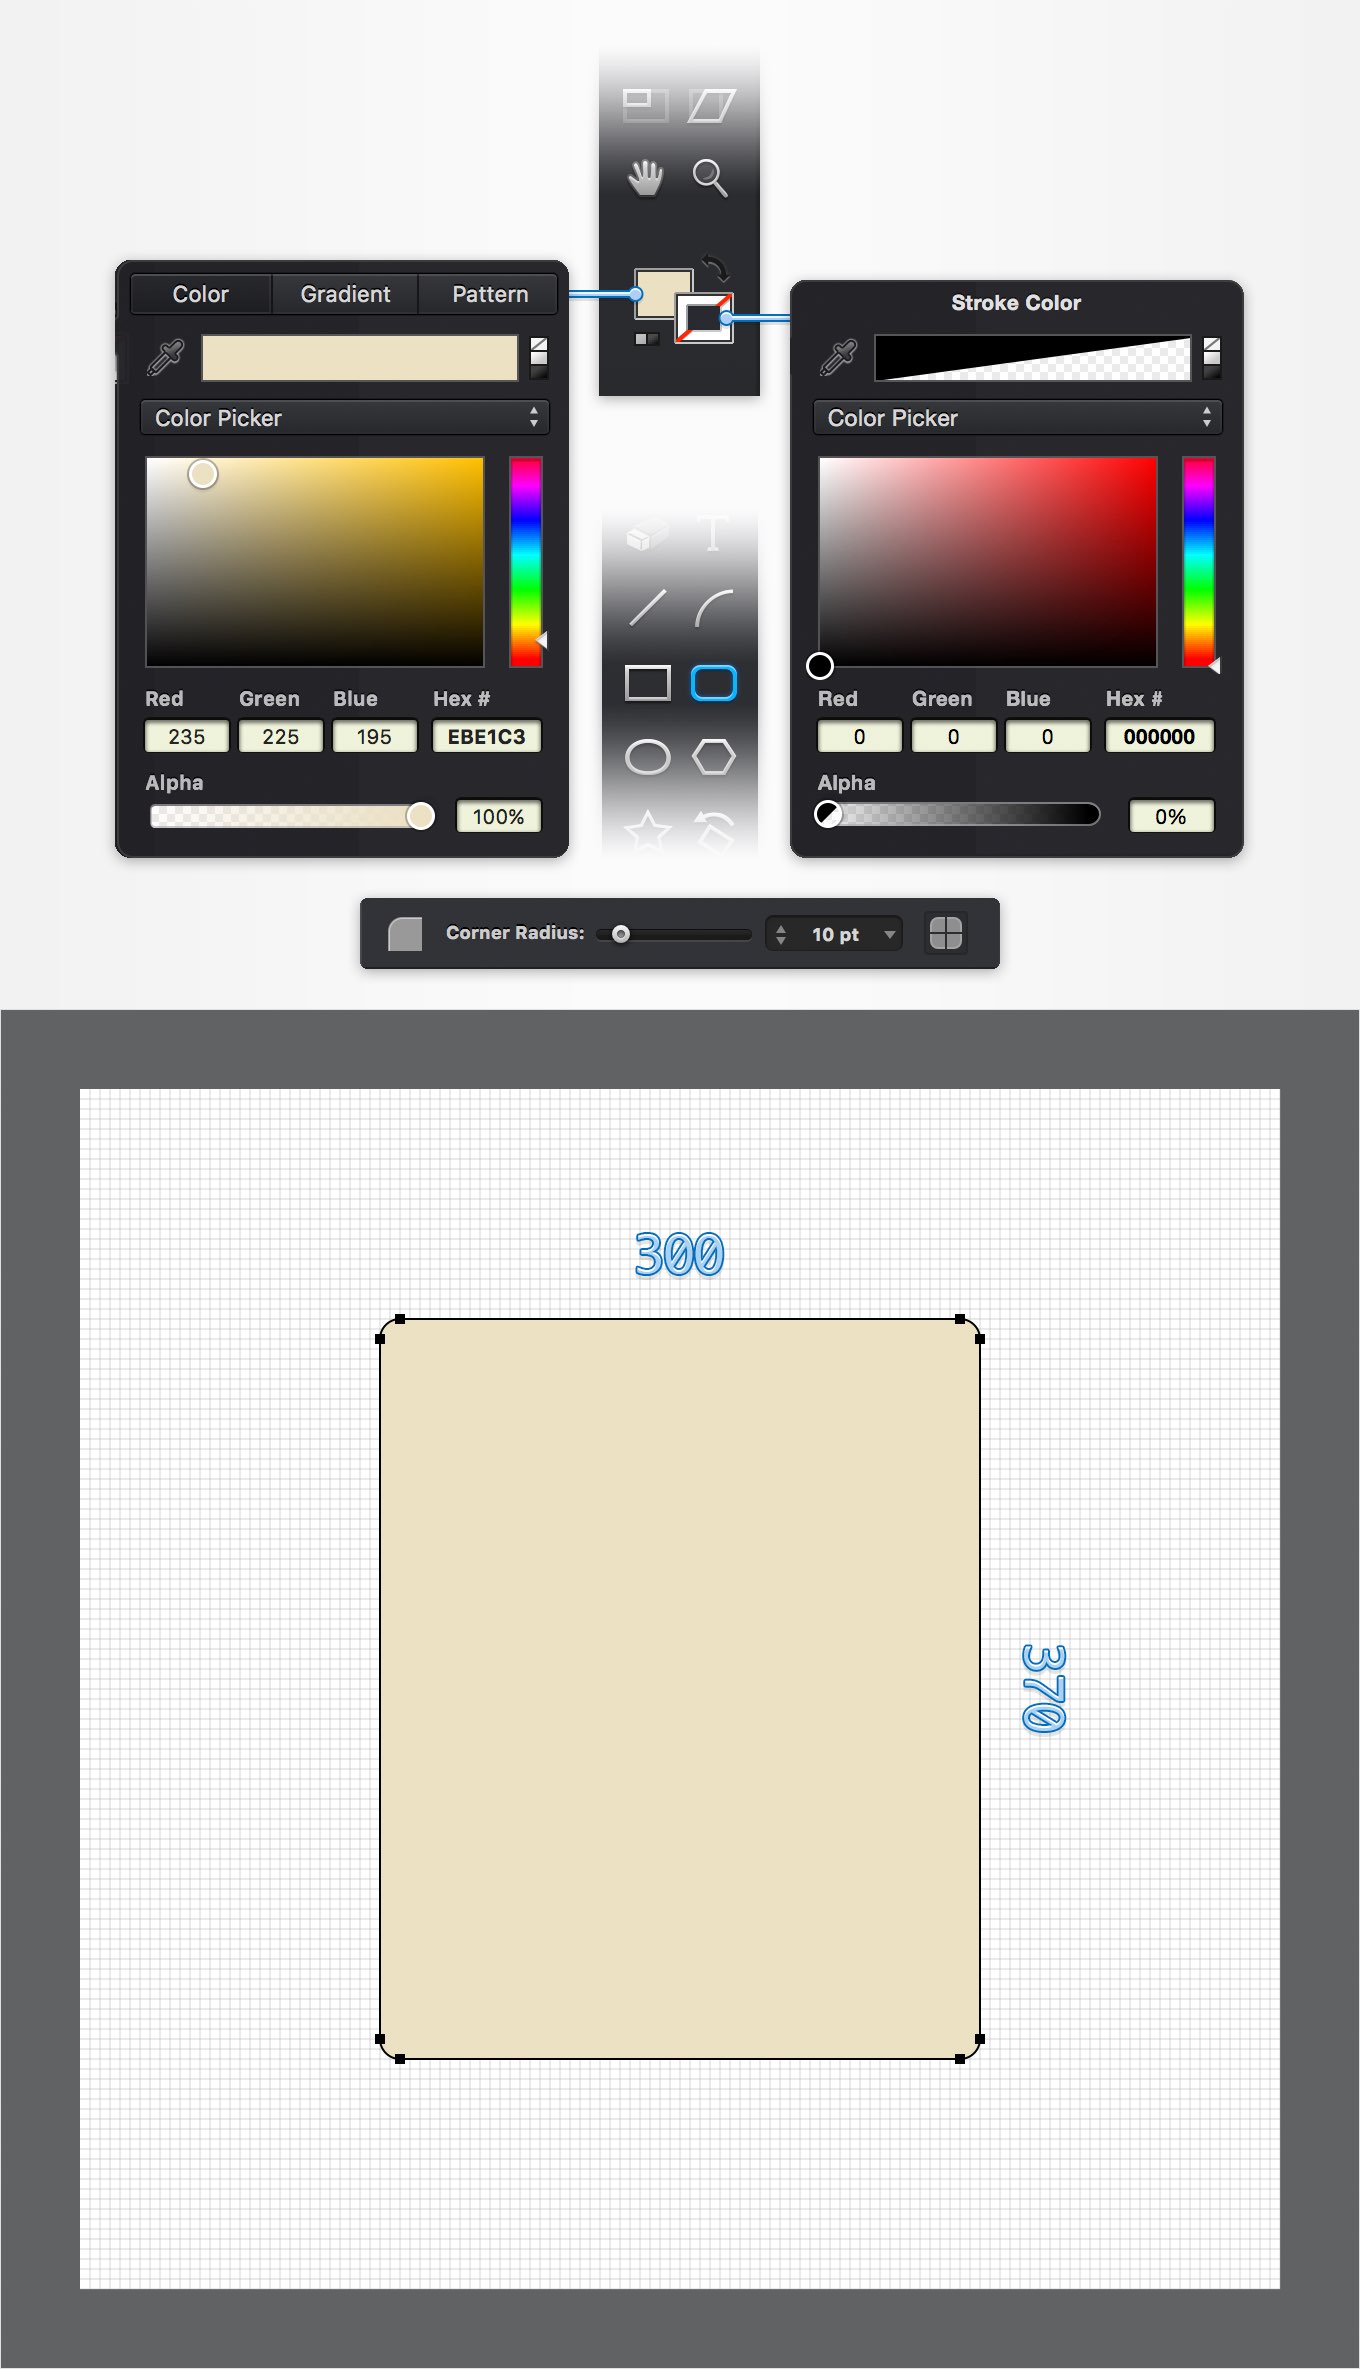 Color Gradient Pattern
Color Picker
Red Green Blue Hex #
235 225 195 EBE1C3
Alpha
100%
T
Stroke Color
Color Picker
Red Green Blue Hex #
0 0 0 000000
Alpha
0%
Corner Radius: 10 pt
300
370